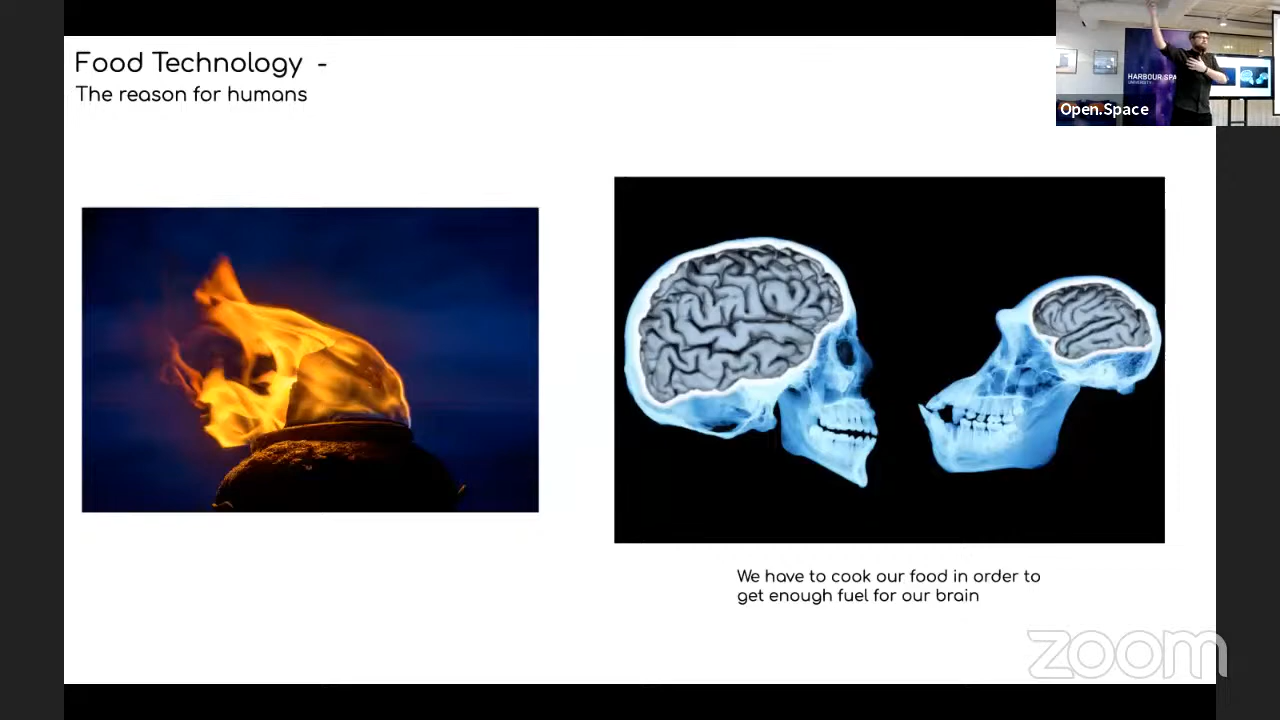 Food Technology -
The reason for humans
HARBOUR SPA
Open.Space
We have to cook our food in order to
get enough fuel for our brain
zoom